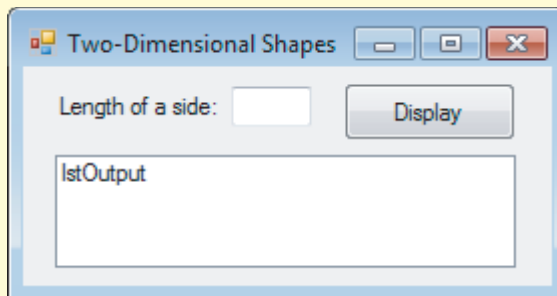 Two-Dimensional Shapes
Length of a side:
Display
lstOutput